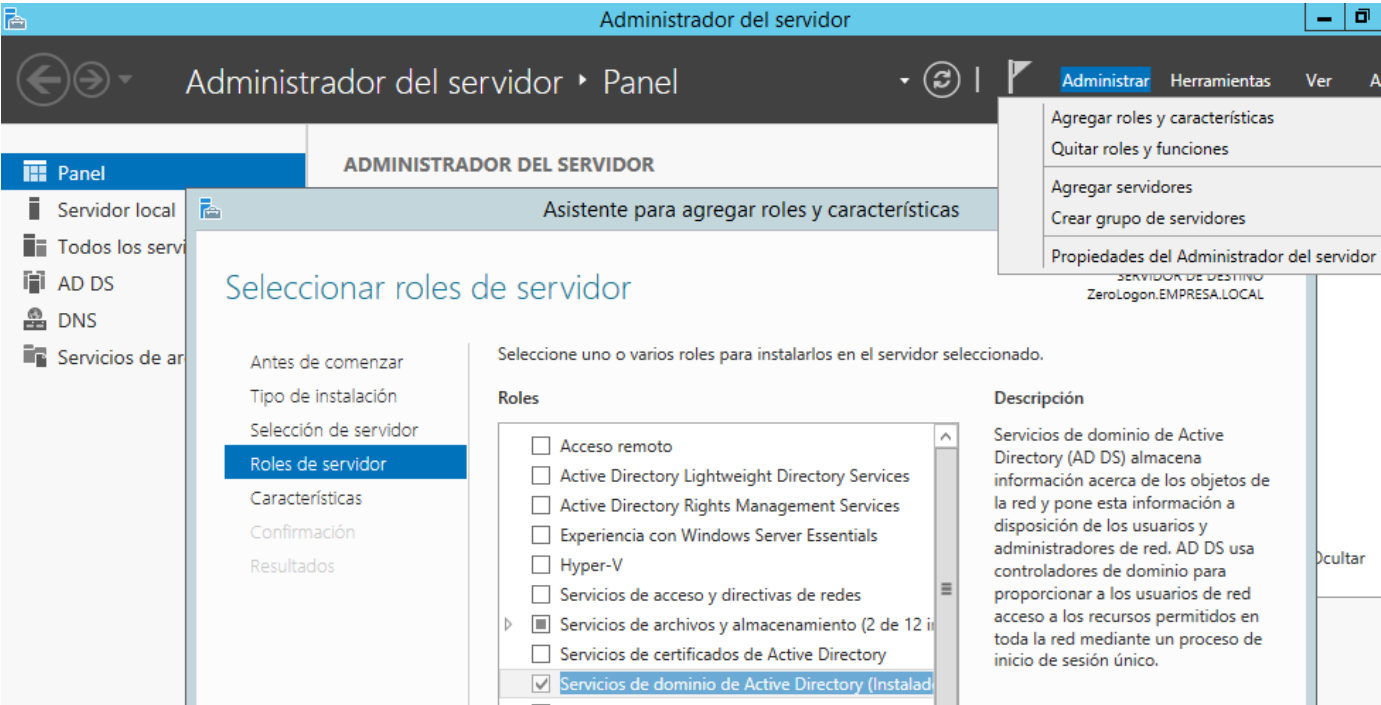 Administrador del servidor
Administrador del servidor ‣ Panel
Administrar Herramientas Ver A
Agregar roles y características
Quitar roles y funciones
Agregar servidores
Crear grupo de servidores
Propiedades del Administrador del servidor
Panel
Servidor local
Todos los servi
AD DS
DNS
Servicios de ar
ADMINISTRADOR DEL SERVIDOR
Asistente para agregar roles y características
Seleccionar roles de servidor
SERVIDOR DE DESTINO
ZeroLogon.EMPRESA.LOCAL
Antes de comenzar
Tipo de instalación
Selección de servidor
Roles de servidor
Características
Confirmación
Resultados
Seleccione uno o varios roles para instalarlos en el servidor seleccionado.
Roles
Acceso remoto
Active Directory Lightweight Directory Services
Active Directory Rights Management Services
Experiencia con Windows Server Essentials
Hyper-V
Servicios de acceso y directivas de redes
Servicios de archivos y almacenamiento (2 de 12 i
Servicios de certificados de Active Directory
Servicios de dominio de Active Directory (Instalad
Descripción
Servicios de dominio de Active
Directory (AD DS) almacena
información acerca de los objetos de
la red y pone esta información a
disposición de los usuarios y
administradores de red. AD DS usa
controladores de dominio para
proporcionar a los usuarios de red
acceso a los recursos permitidos en
toda la red mediante un proceso de
inicio de sesión único.
Ocultar